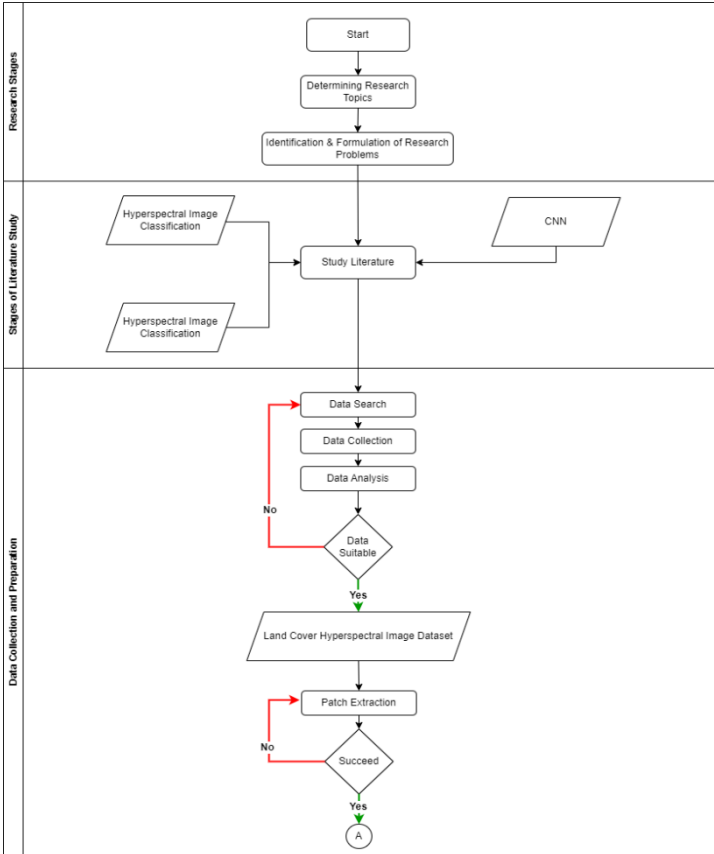 Research Stages
Start
Determining Research
Topics
Identification & Formulation of Research
Problems
Stages of Literature Study
Hyperspectral Image
Classification
CNN
Study Literature
Hyperspectral Image
Classification
Data Collection and Preparation
Data Search
Data Collection
Data Analysis
No
Data
Suitable
Yes
Land Cover Hyperspectral Image Dataset
Patch Extraction
No
Succeed
Yes
A